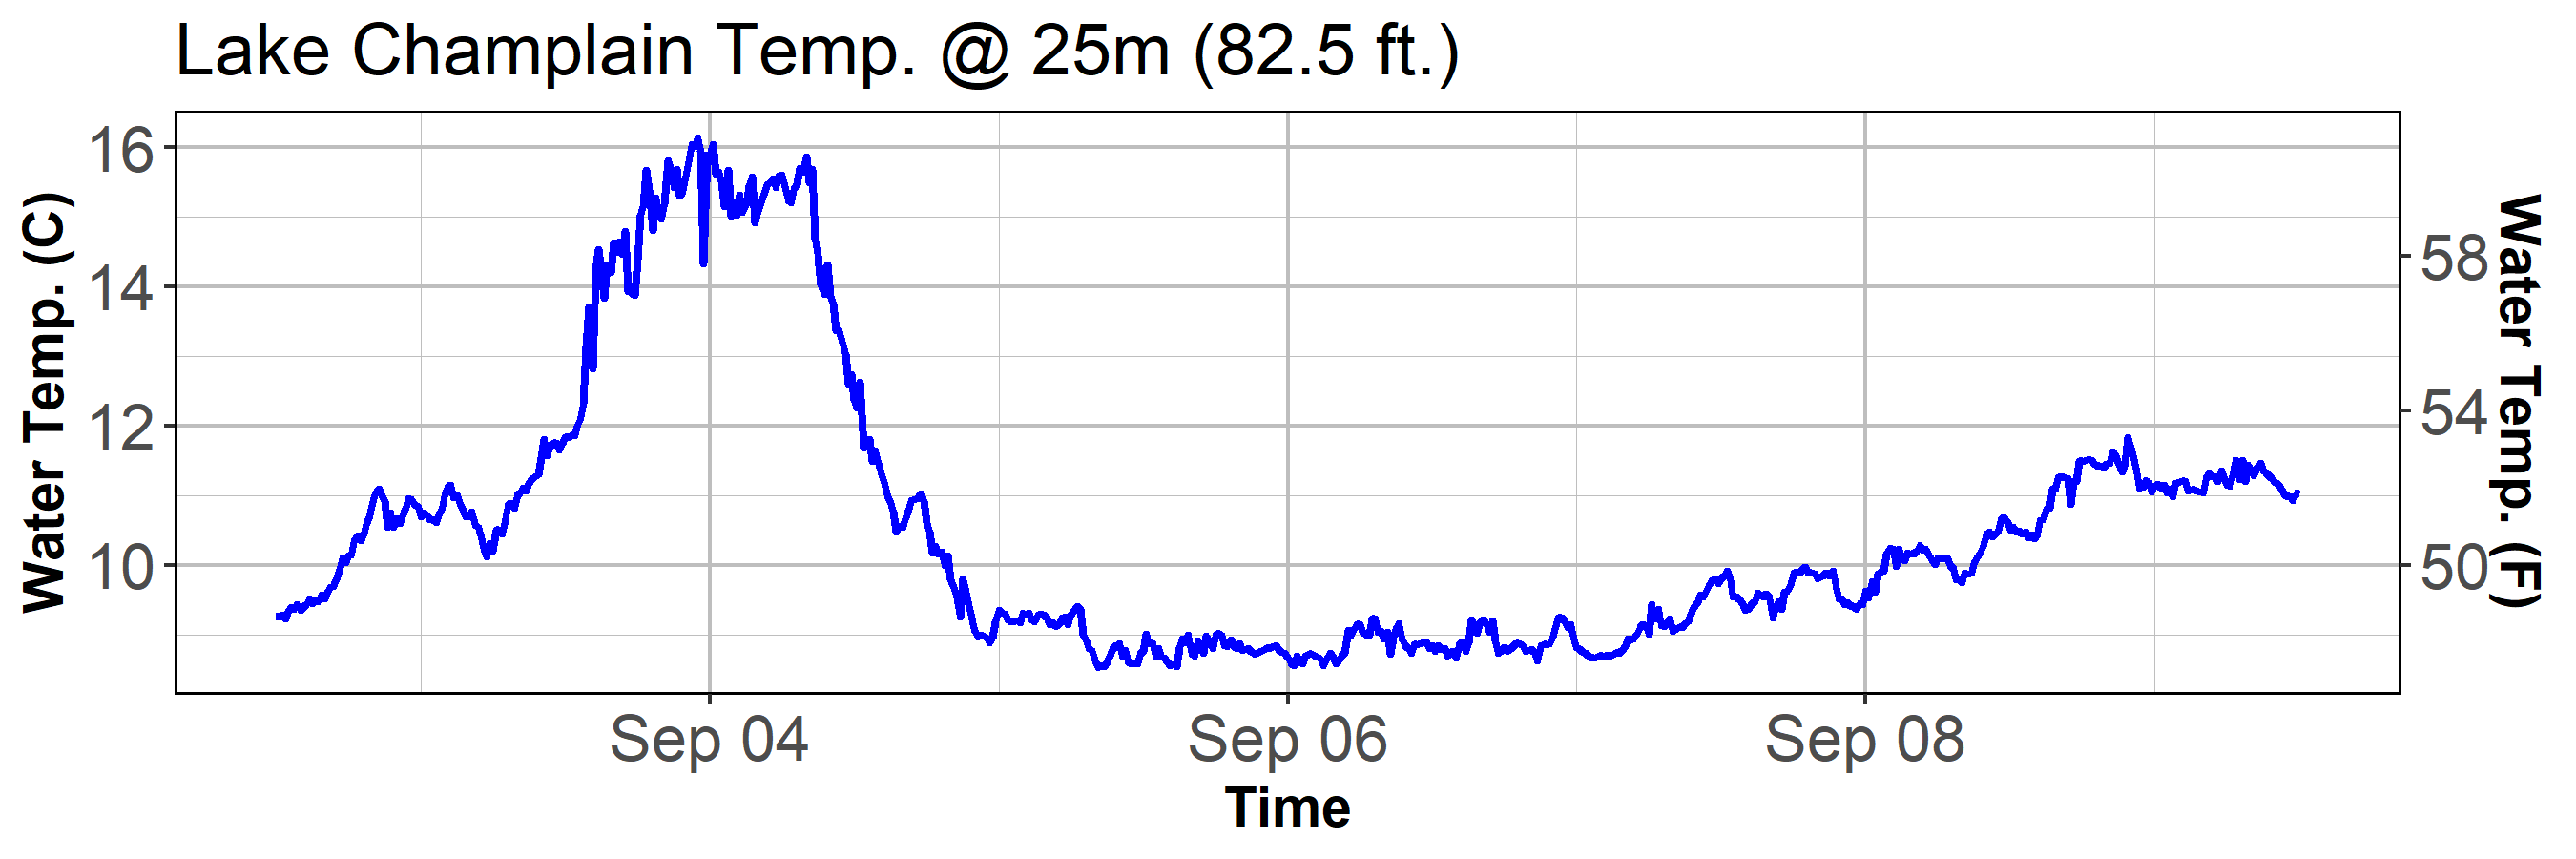 Lake Champlain Temp. @ 25m (82.5 ft.)
Water Temp. (C)
16
14
12
10
58
54
50
Water Temp. (F)
Sep 04
Sep 06
Sep 08
Time